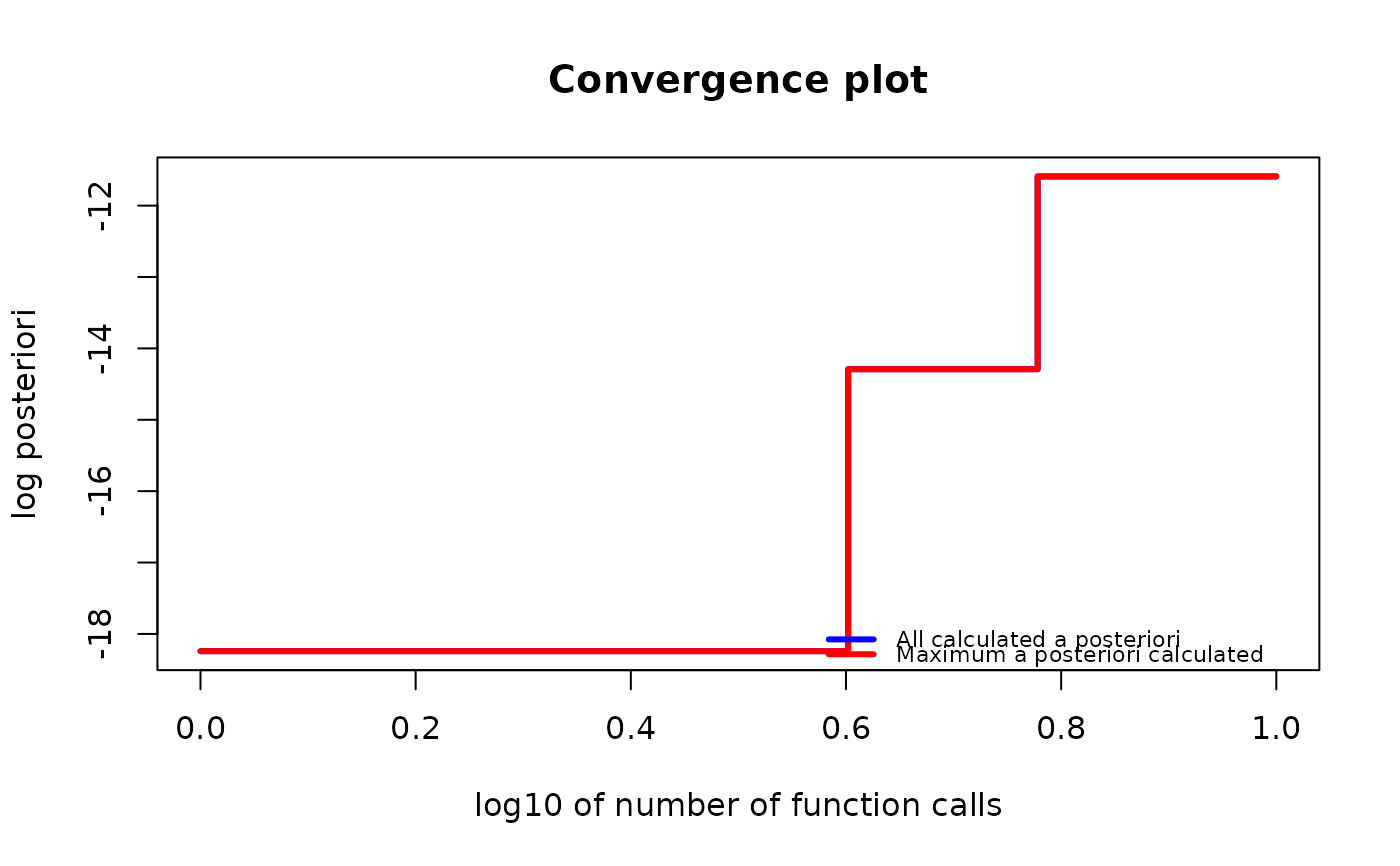 Convergence plot
-12
-14
-16
-18
log posteriori
All calculated a posteriori
Maximum a posteriori calculated
0.0 0.2 0.4 0.6 0.8 1.0
log10 of number of function calls